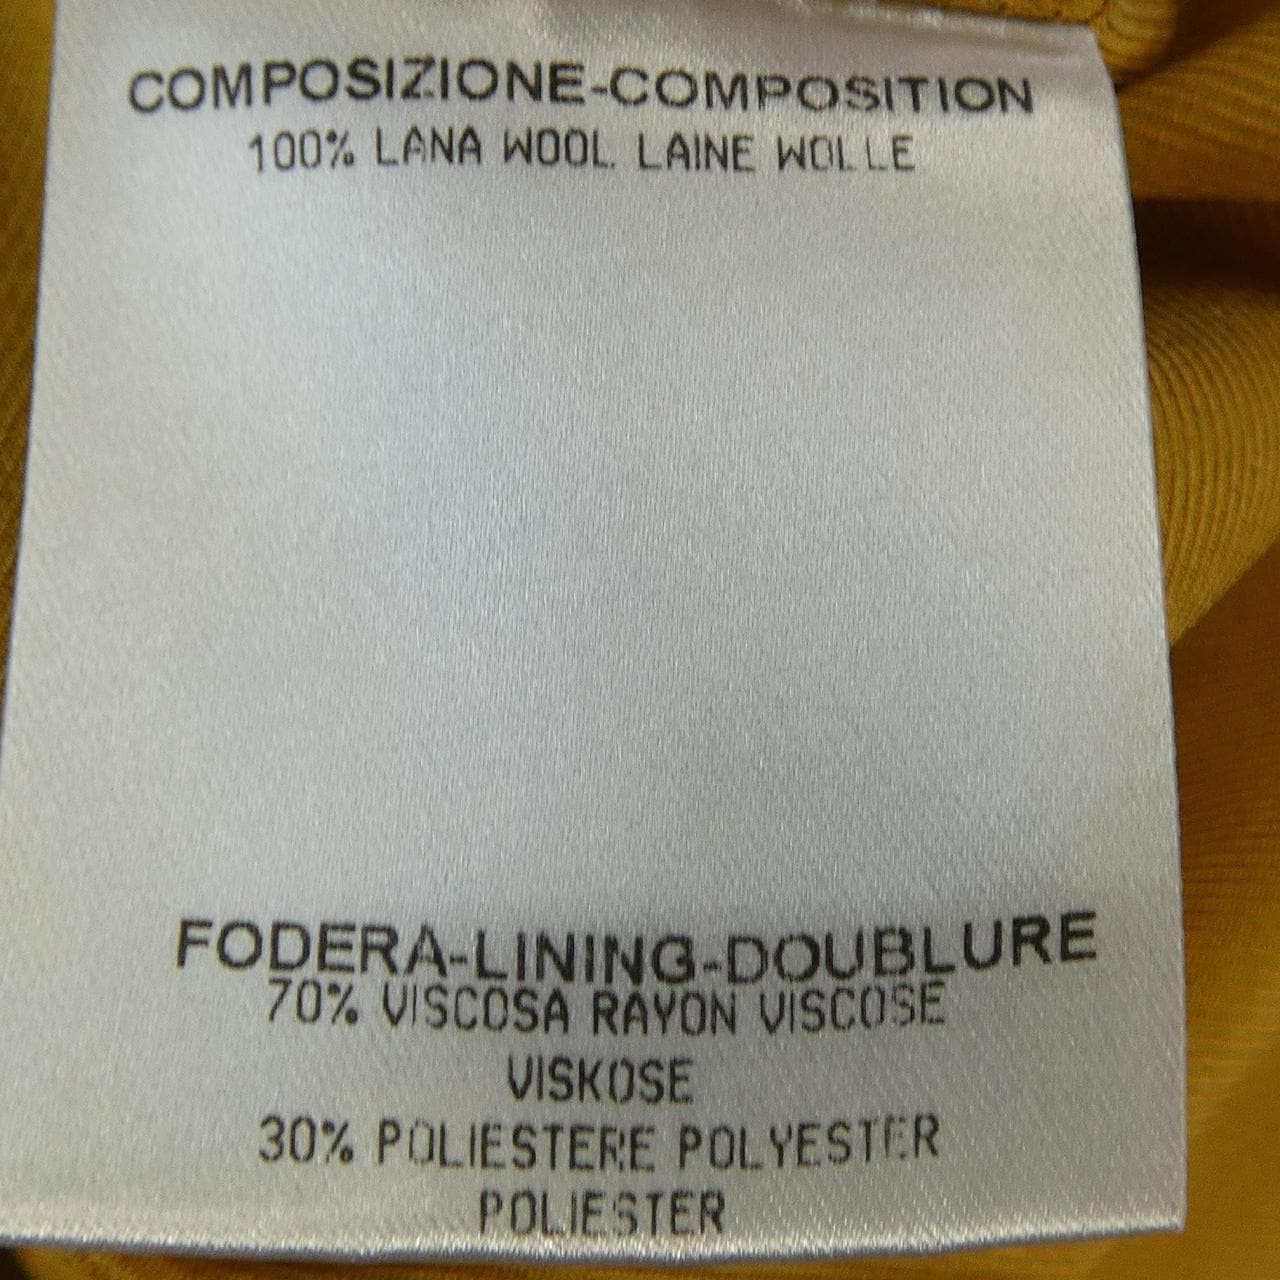 COMPOSIZIONE-COMPOSITION
100% LANA WOOL LAINE WOLLE
FODERA-LINING-DOUBLURE
70% VISCOSA RAYON VISCOSE
VISKOSE
30% POLIESTERE POLYESTER
POLIESTER